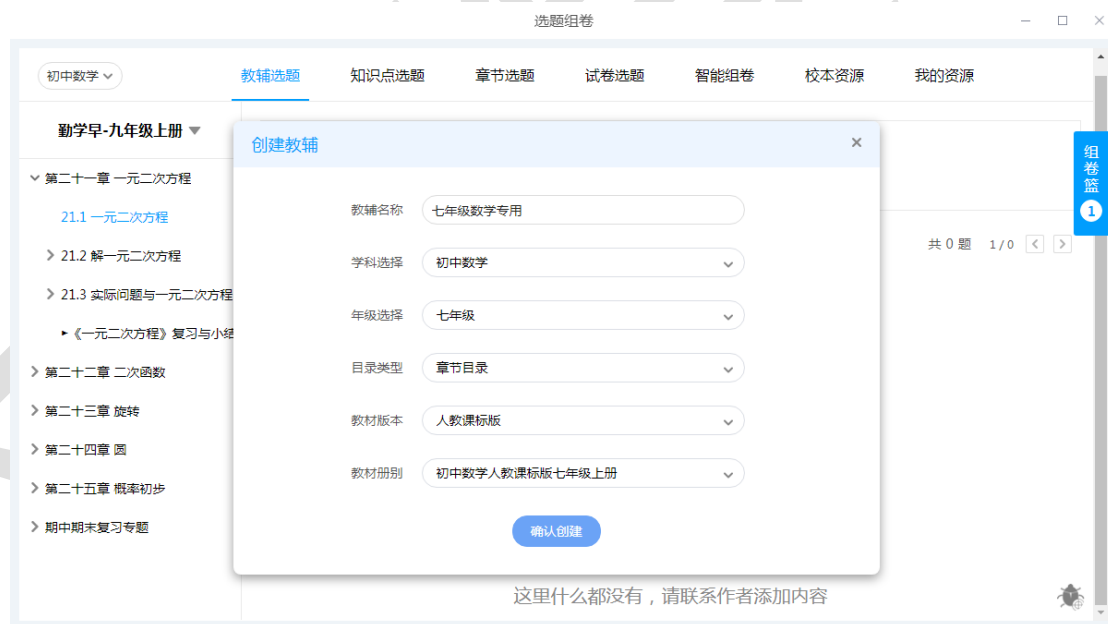 选题组卷
初中数学
教辅选题 知识点选题 章节选题 试卷选题 智能组卷 校本资源 我的资源
勤学早-九年级上册
第二十一章 一元二次方程
21.1 一元二次方程
21.2 解一元二次方程
21.3 实际问题与一元二次方程
《一元二次方程》复习与小结
第二十二章 二次函数
第二十三章 旋转
第二十四章 圆
第二十五章 概率初步
期中期末复习专题
创建教辅
教辅名称 七年级数学专用
学科选择 初中数学
年级选择 七年级
目录类型 章节目录
教材版本 人教课标版
教材册别 初中数学人教课标版七年级上册
确认创建
组卷篮
1
共 0 题 1 / 0
这里什么都没有，请联系作者添加内容